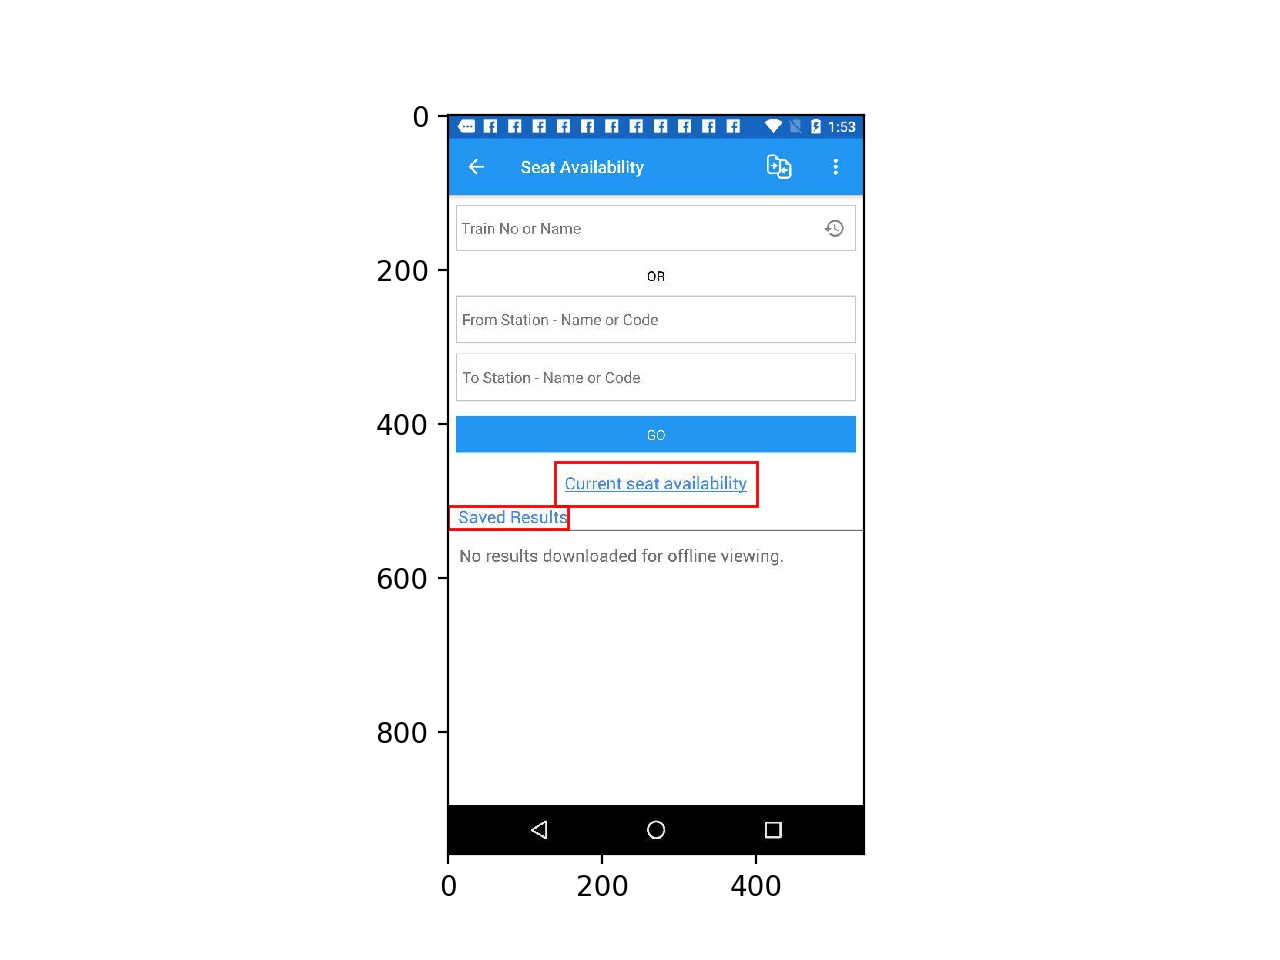 0
200
400
600
800
1:53
Seat Availability
Train No or Name
OR
From Station - Name or Code
To Station - Name or Code
GO
Current seat availability
Saved Results
No results downloaded for offline viewing.
0
200
400